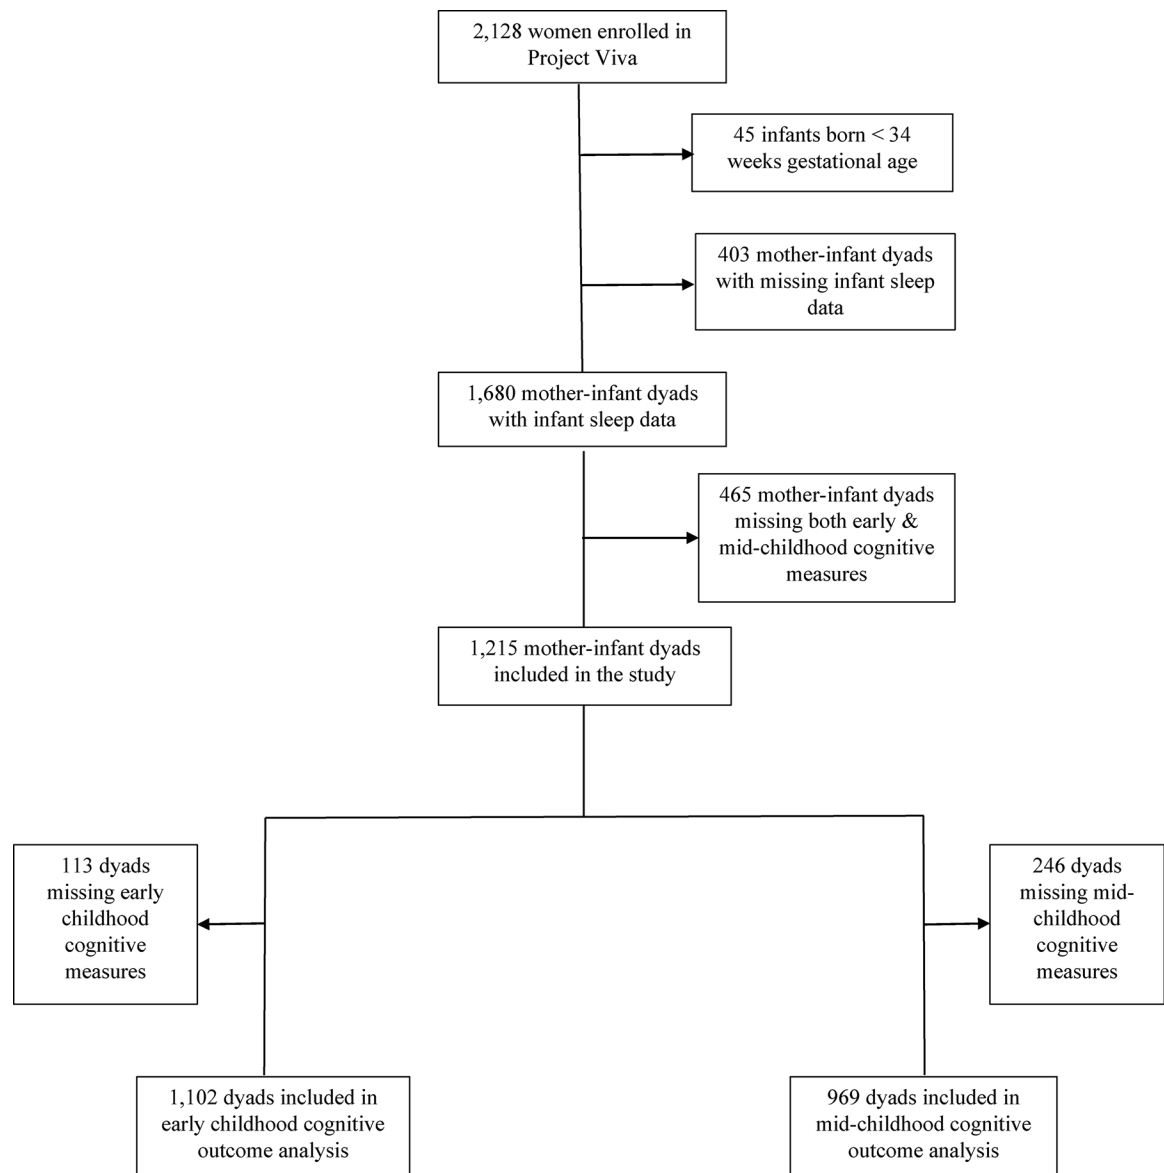 2,128 women enrolled in
Project Viva
45 infants born < 34
weeks gestational age
403 mother-infant dyads
with missing infant sleep
data
1,680 mother-infant dyads
with infant sleep data
465 mother-infant dyads
missing both early &
mid-childhood cognitive
measures
1,215 mother-infant dyads
included in the study
113 dyads
missing early
childhood
cognitive
measures
246 dyads
missing mid-
childhood
cognitive
measures
1,102 dyads included in
early childhood cognitive
outcome analysis
969 dyads included in
mid-childhood cognitive
outcome analysis